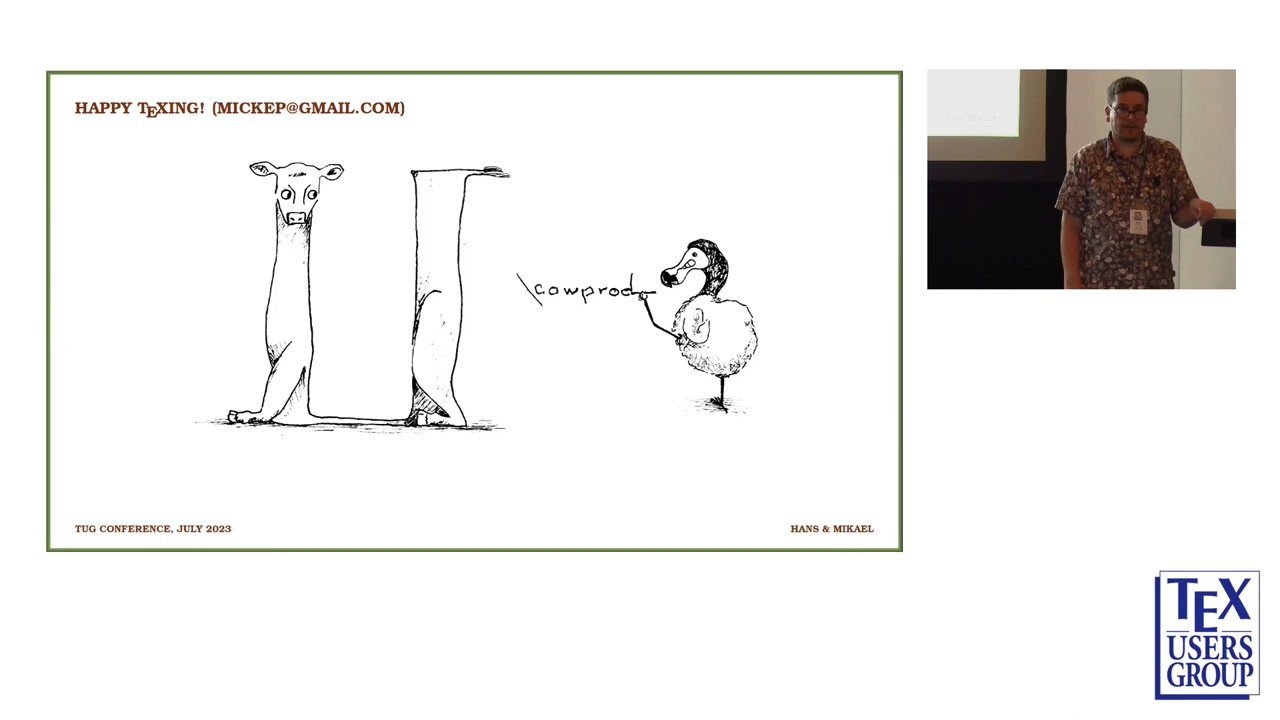 HAPPY TEXING! (MICKEP@GMAIL.COM)
\cowprod
TUG CONFERENCE, JULY 2023
HANS & MIKAEL
TEX
USERS
GROUP